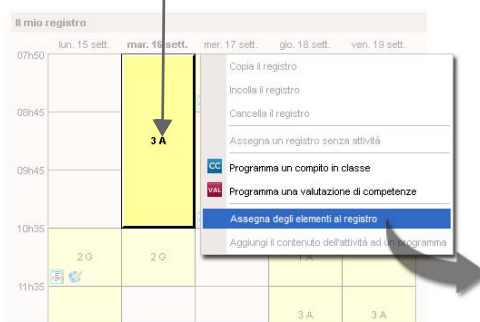 Il mio registro
lun. 15 sett. mar. 16 sett. mer. 17 sett. gio. 18 sett. ven. 19 sett.
07h50
Copia il registro
Incolla il registro
08h45
Cancella il registro
3 A
Assegna un registro senza attività
09h45
CC Programma un compito in classe
VAL Programma una valutazione di competenze
10h35
Assegna degli elementi al registro
Aggiungi il contenuto dell'attività ad un programma
2 G 2 G 1 A
11h35
3 A 3 A